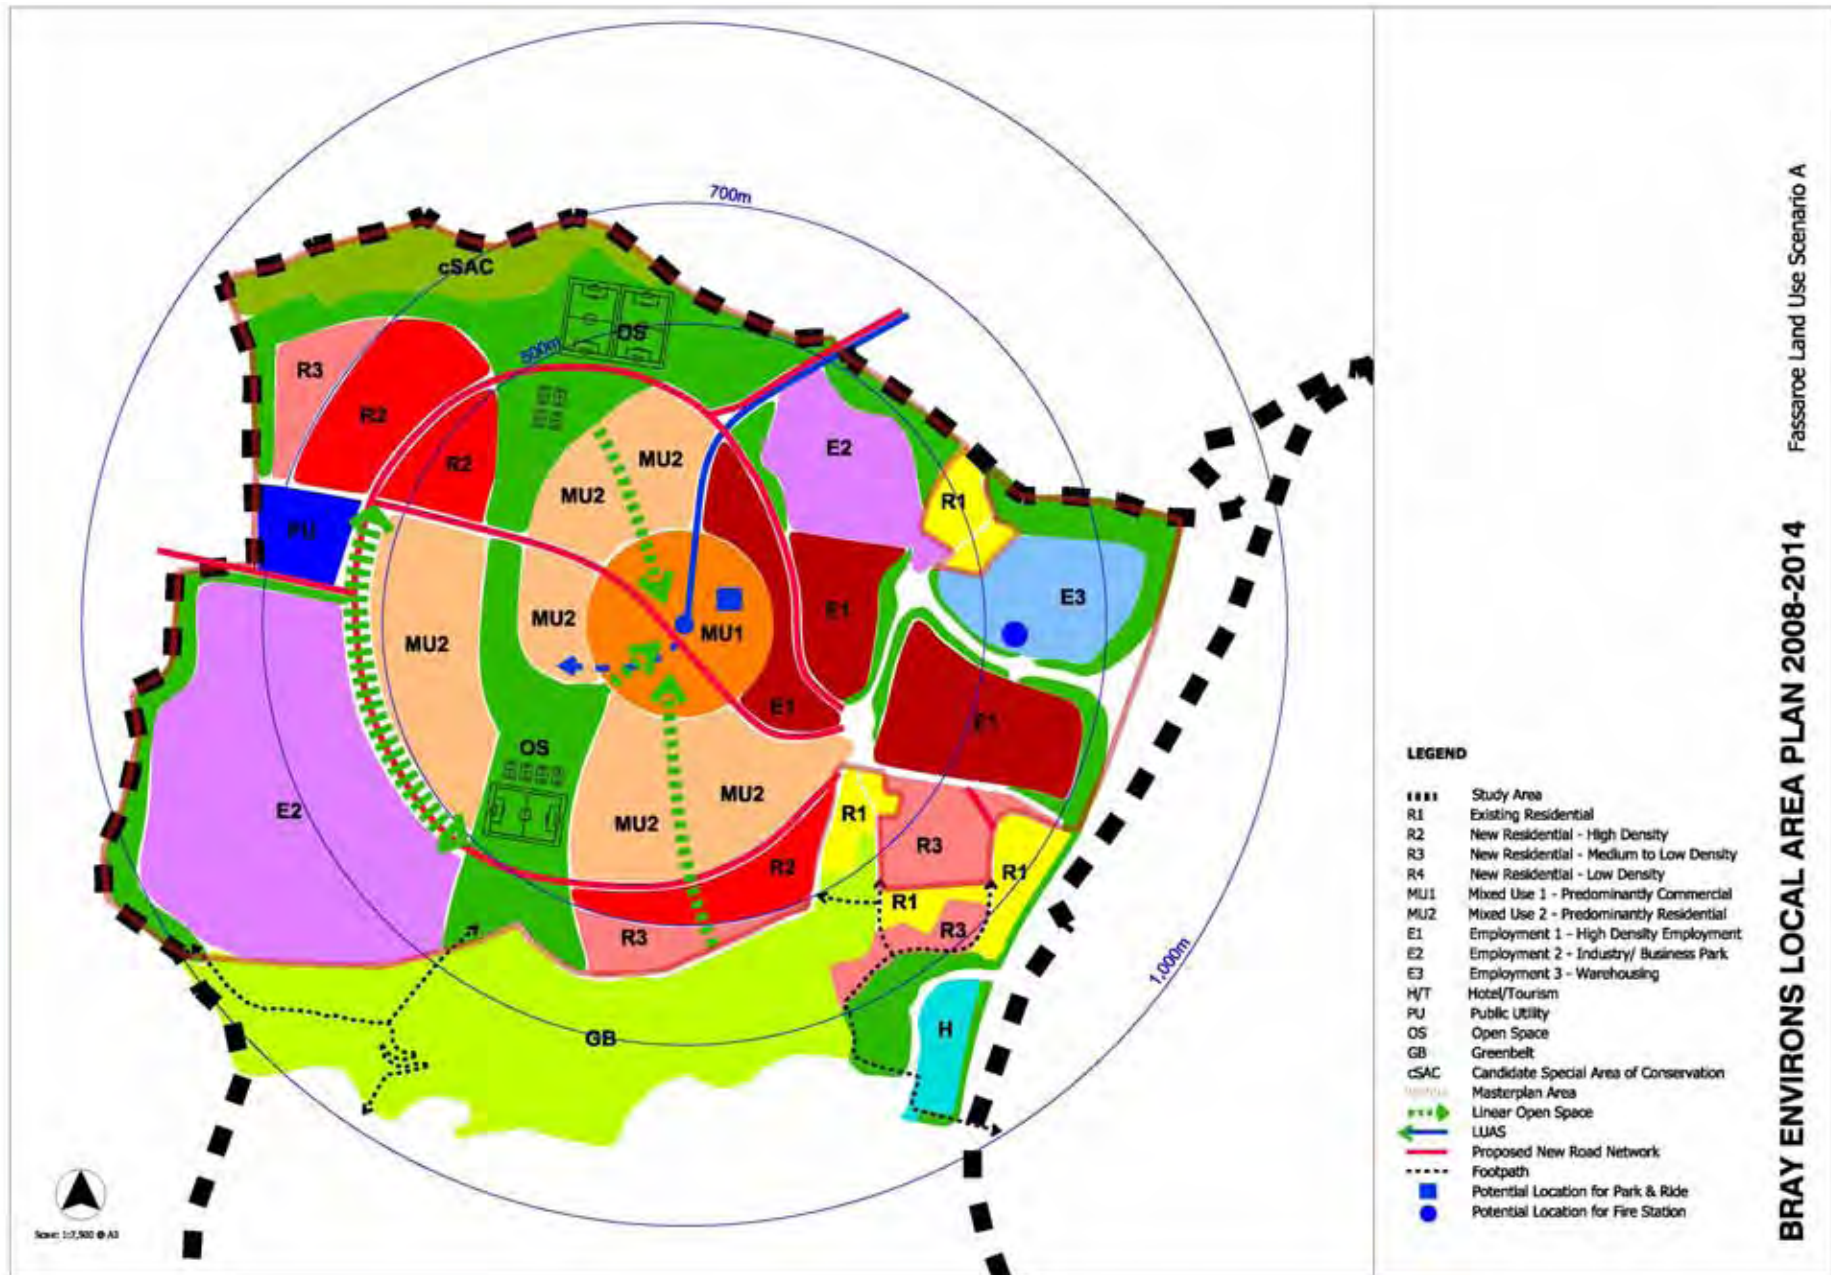 700m
cSAC
OS
500m
R3
R2
R2
MU2
E2
MU2
R1
PU
E3
MU2
E1
MU1
MU2
E1
E1
OS
E2
MU2
MU2
R1
R3
R2
R1
R1
R3
R3
1,000m
H
GB
Scale: 1:7,500 @ A3
LEGEND
Study Area
R1 Existing Residential
R2 New Residential - High Density
R3 New Residential - Medium to Low Density
R4 New Residential - Low Density
MU1 Mixed Use 1 - Predominantly Commercial
MU2 Mixed Use 2 - Predominantly Residential
E1 Employment 1 - High Density Employment
E2 Employment 2 - Industry/ Business Park
E3 Employment 3 - Warehousing
H/T Hotel/Tourism
PU Public Utility
OS Open Space
GB Greenbelt
cSAC Candidate Special Area of Conservation
Masterplan Area
Linear Open Space
LUAS
Proposed New Road Network
Footpath
Potential Location for Park & Ride
Potential Location for Fire Station
Fassaroe Land Use Scenario A
BRAY ENVIRONS LOCAL AREA PLAN 2008-2014